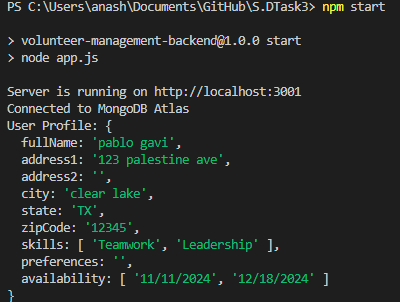 PS C:\Users\anash\Documents\GitHub\S.DTask3> npm start
> volunteer-management-backend@1.0.0 start
> node app.js
Server is running on http://localhost:3001
Connected to MongoDB Atlas
User Profile: {
  fullName: 'pablo gavi',
  address1: '123 palestine ave',
  address2: '',
  city: 'clear lake',
  state: 'TX',
  zipCode: '12345',
  skills: [ 'Teamwork', 'Leadership' ],
  preferences: '',
  availability: [ '11/11/2024', '12/18/2024' ]
}